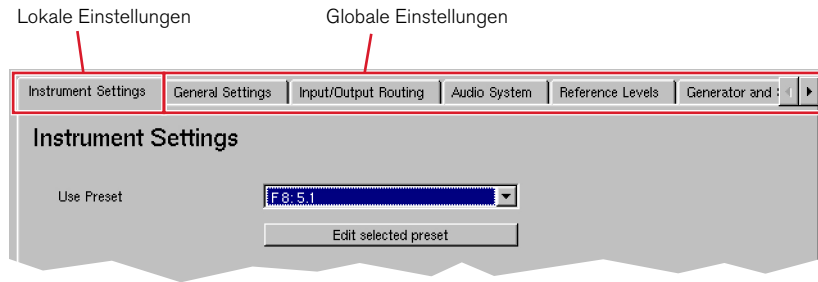 Lokale Einstellungen Globale Einstellungen
Instrument Settings General Settings Input/Output Routing Audio System Reference Levels Generator and
Instrument Settings
Use Preset F 8: 5.1
Edit selected preset